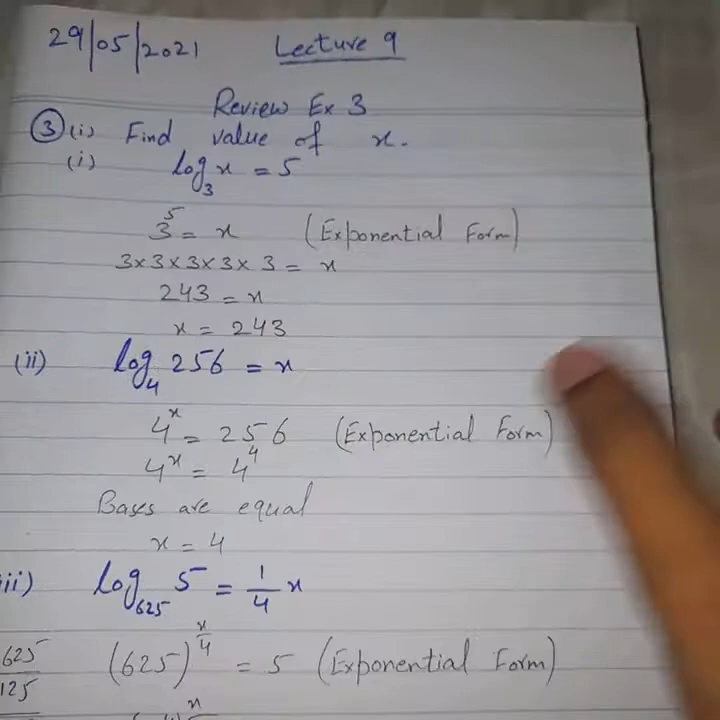 29/05/2021 Lecture 9
Review Ex 3
③(i) Find value of x.
(i) log₃x = 5
3⁵ = x (Exponential Form)
3×3×3×3×3 = x
243 = x
x = 243
(ii) log₄ 256 = x
4ˣ = 256 (Exponential Form)
4ˣ = 4⁴
Bases are equal
x = 4
ii) log₆₂₅ 5 = 1/4 x
625 (625)^(x/4) = 5 (Exponential Form)
125
x